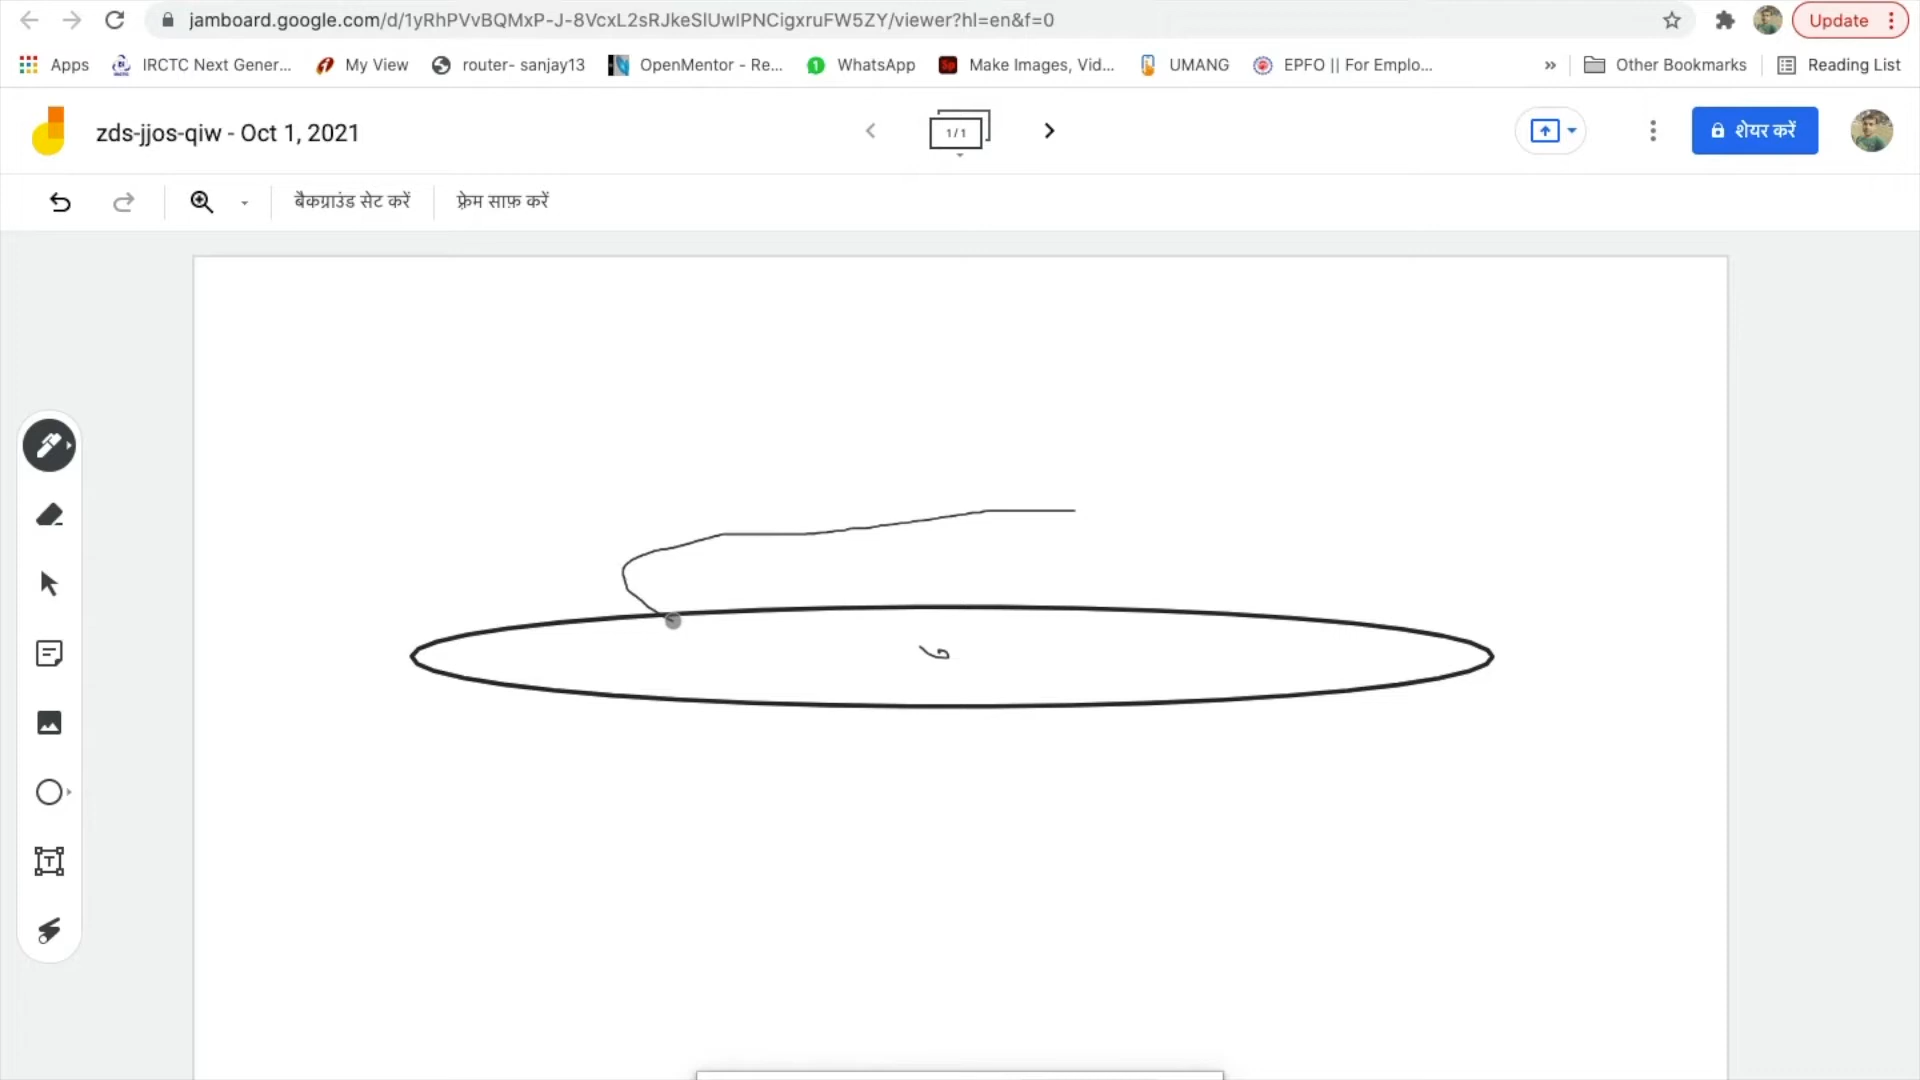 jamboard.google.com/d/1yRhPVvBQMxP-J-8VcxL2sRJkeSlUwIPNCigxruFW5ZY/viewer?hl=en&f=0
Update
Apps
IRCTC Next Gener...
My View
router- sanjay13
OpenMentor - Re...
WhatsApp
Make Images, Vid...
UMANG
EPFO || For Emplo...
»
Other Bookmarks
Reading List
zds-jjos-qiw - Oct 1, 2021
1/1
शेयर करें
बैकग्राउंड सेट करें
फ़्रेम साफ़ करें